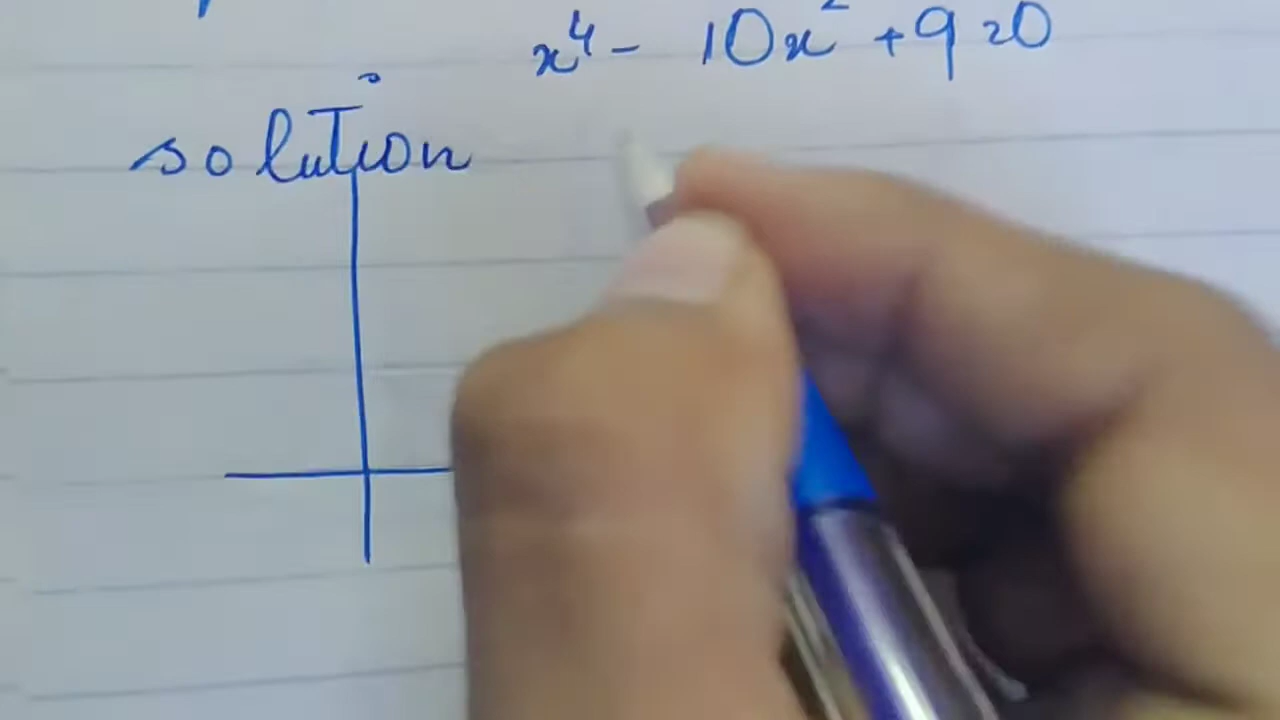 x⁴ - 10x² + 9 = 0
solution